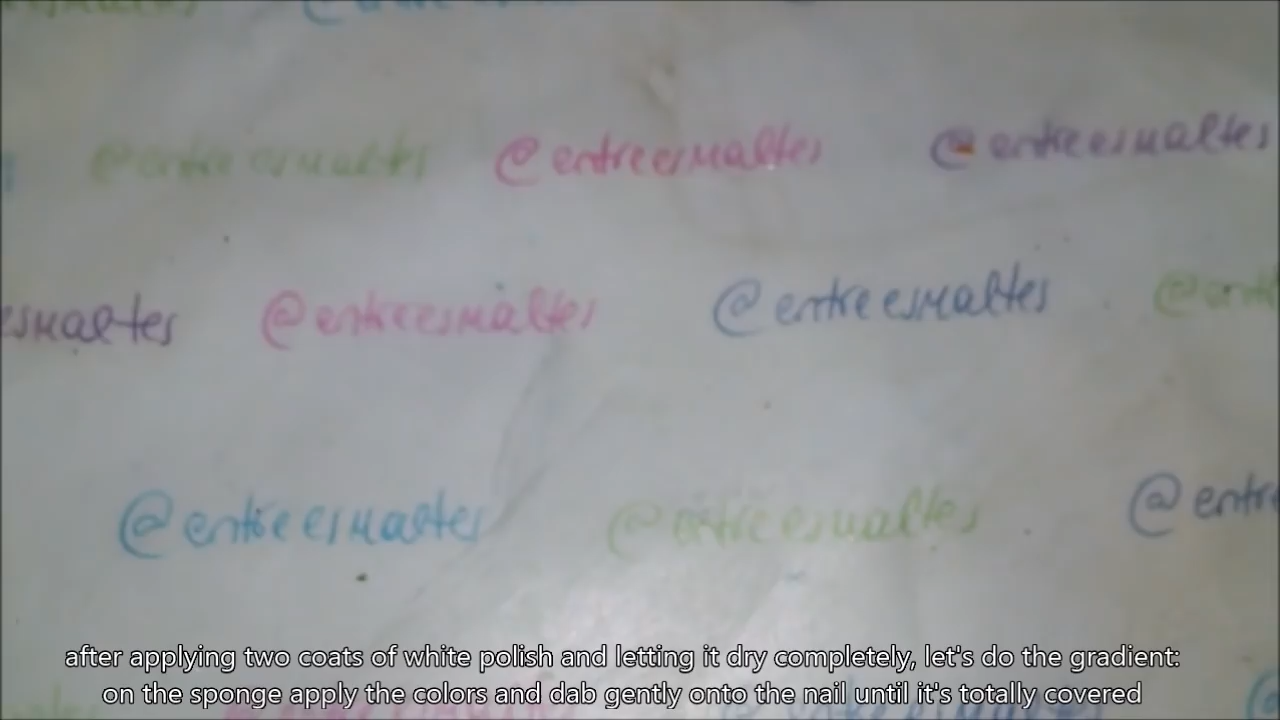 @entreesmaltes @entreesmaltes @entreesmaltes
esmaltes @entreesmaltes @entreesmaltes @ent
@entreesmaltes @entreesmaltes @entre
after applying two coats of white polish and letting it dry completely, let's do the gradient:
on the sponge apply the colors and dab gently onto the nail until it's totally covered